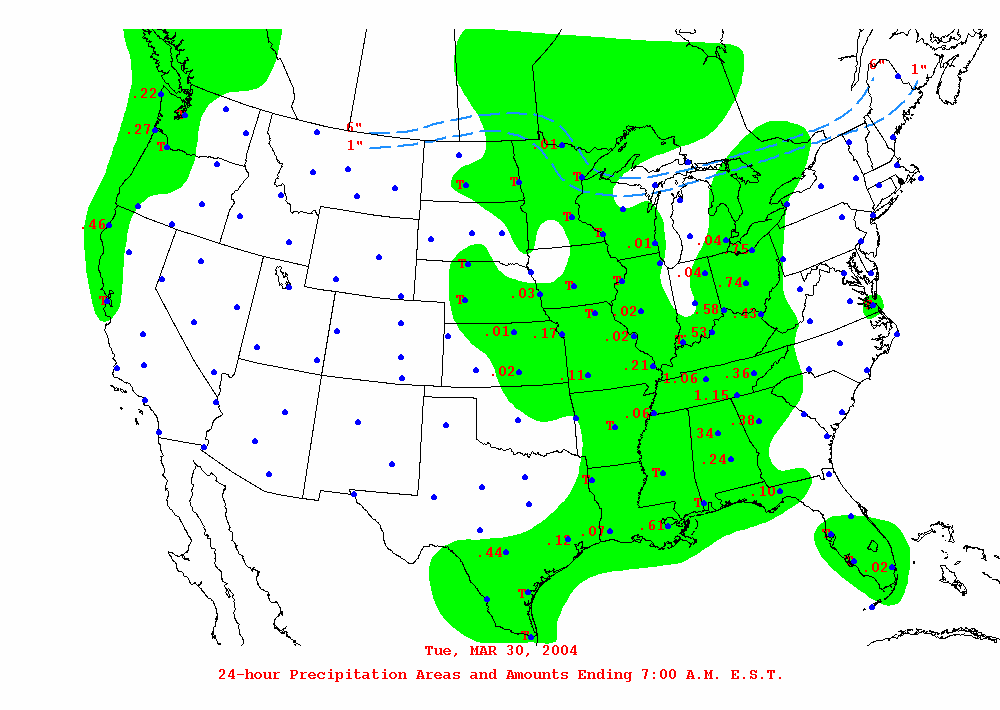 6" 1"
.22
6"
.27 1" .01
T
T T
T
.46 T
.01 .04 .75
T .04
T .74
T T .03
T .58 .43
.02
.01 .17 .53
.02 T
.21
.02 .11 1.06 .36
1.15
.06 .38
T .34
.24
T T
.10
T
.61
.07 T
.12
.44 T
.02
T
T
Tue, MAR 30, 2004
24-hour Precipitation Areas and Amounts Ending 7:00 A.M. E.S.T.